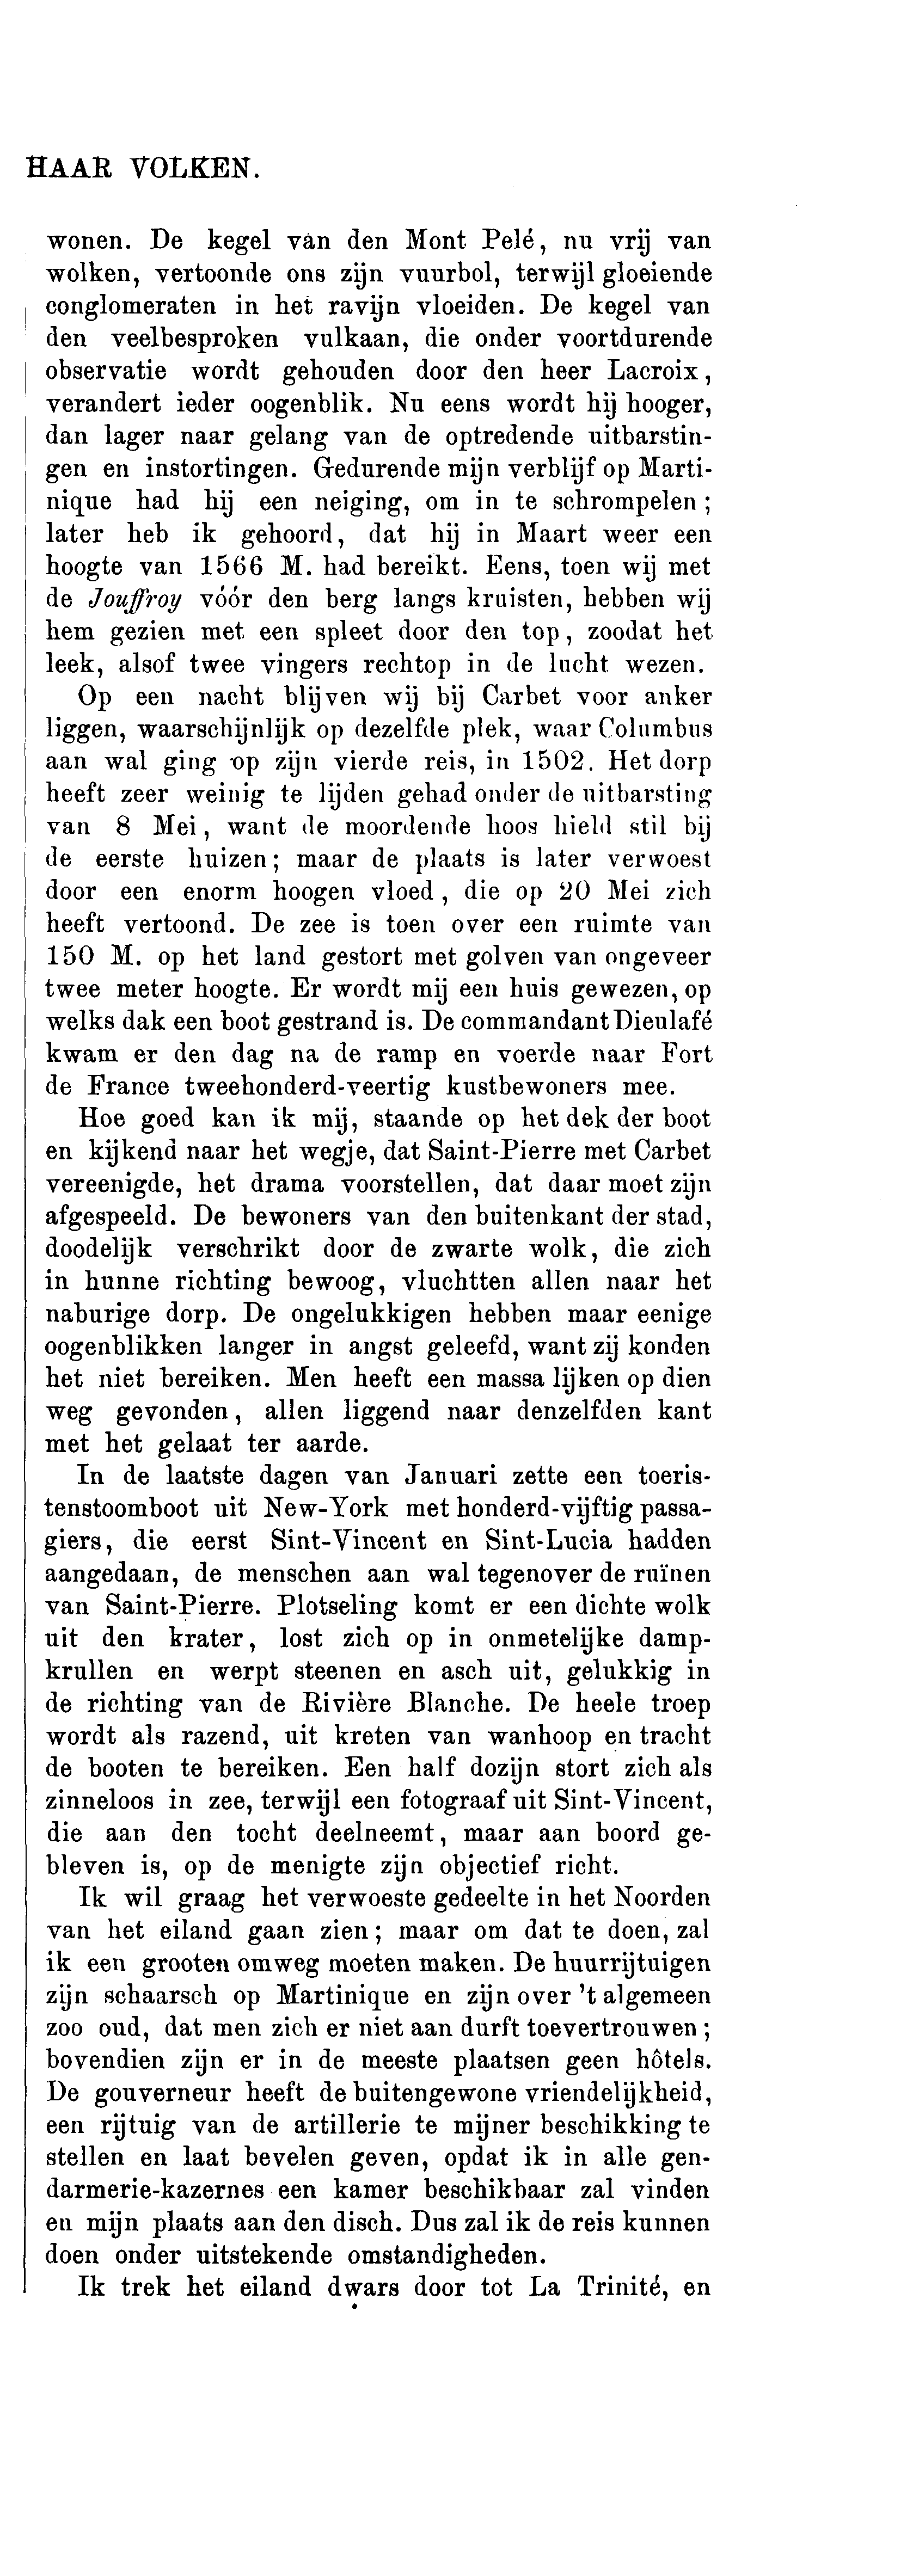 HAAR VOLKEN.
wonen. De kegel van den Mont Pelé, nu vrij van
wolken, vertoonde ons zijn vuurbol, terwijl gloeiende
conglomeraten in het ravijn vloeiden. De kegel van
den veelbesproken vulkaan, die onder voortdurende
observatie wordt gehouden door den heer Lacroix,
verandert ieder oogenblik. Nu eens wordt hij hooger,
dan lager naar gelang van de optredende uitbarstin-
gen en instortingen. Gedurende mijn verblijf op Marti-
nique had hij een neiging, om in te schrompelen;
later heb ik gehoord, dat hij in Maart weer een
hoogte van 1566 M. had bereikt. Eens, toen wij met
de Jouffroy vóór den berg langs kruisten, hebben wij
hem gezien met een spleet door den top, zoodat het
leek, alsof twee vingers rechtop in de lucht wezen.
Op een nacht blijven wij bij Carbet voor anker
liggen, waarschijnlijk op dezelfde plek, waar Columbus
aan wal ging op zijn vierde reis, in 1502. Het dorp
heeft zeer weinig te lijden gehad onder de uitbarsting
van 8 Mei, want de moordende hoos hield stil bij
de eerste huizen; maar de plaats is later verwoest
door een enorm hoogen vloed, die op 20 Mei zich
heeft vertoond. De zee is toen over een ruimte van
150 M. op het land gestort met golven van ongeveer
twee meter hoogte. Er wordt mij een huis gewezen, op
welks dak een boot gestrand is. De commandant Dieulafé
kwam er den dag na de ramp en voerde naar Fort
de France tweehonderd-veertig kustbewoners mee.
Hoe goed kan ik mij, staande op het dek der boot
en kijkend naar het wegje, dat Saint-Pierre met Carbet
vereenigde, het drama voorstellen, dat daar moet zijn
afgespeeld. De bewoners van den buitenkant der stad,
doodelijk verschrikt door de zwarte wolk, die zich
in hunne richting bewoog, vluchtten allen naar het
naburige dorp. De ongelukkigen hebben maar eenige
oogenblikken langer in angst geleefd, want zij konden
het niet bereiken. Men heeft een massa lijken op dien
weg gevonden, allen liggend naar denzelfden kant
met het gelaat ter aarde.
In de laatste dagen van Januari zette een toeris-
tenstoomboot uit New-York met honderd-vijftig passa-
giers, die eerst Sint-Vincent en Sint-Lucia hadden
aangedaan, de menschen aan wal tegenover de ruïnen
van Saint-Pierre. Plotseling komt er een dichte wolk
uit den krater, lost zich op in onmetelijke damp-
krullen en werpt steenen en asch uit, gelukkig in
de richting van de Rivière Blanche. De heele troep
wordt als razend, uit kreten van wanhoop en tracht
de booten te bereiken. Een half dozijn stort zich als
zinneloos in zee, terwijl een fotograaf uit Sint-Vincent,
die aan den tocht deelneemt, maar aan boord ge-
bleven is, op de menigte zijn objectief richt.
Ik wil graag het verwoeste gedeelte in het Noorden
van het eiland gaan zien; maar om dat te doen, zal
ik een grooten omweg moeten maken. De huurrijtuigen
zijn schaarsch op Martinique en zijn over 't algemeen
zoo oud, dat men zich er niet aan durft toevertrouwen;
bovendien zijn er in de meeste plaatsen geen hôtels.
De gouverneur heeft de buitengewone vriendelijkheid,
een rijtuig van de artillerie te mijner beschikking te
stellen en laat bevelen geven, opdat ik in alle gen-
darmerie-kazernes een kamer beschikbaar zal vinden
en mijn plaats aan den disch. Dus zal ik de reis kunnen
doen onder uitstekende omstandigheden.
Ik trek het eiland dwars door tot La Trinité, en